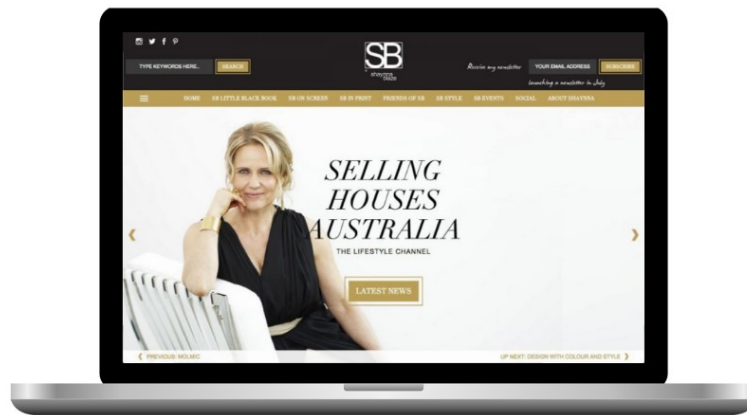 TYPE KEYWORDS HERE..
SEARCH
SB
shaynna
blaze
Receive my newsletter
YOUR EMAIL ADDRESS
SUBSCRIBE
launching a newsletter in July
HOME SB LITTLE BLACK BOOK SB ON SCREEN SB IN PRINT FRIENDS OF SB SB STYLE SB EVENTS SOCIAL ABOUT SHAYNNA
SELLING
HOUSES
AUSTRALIA
THE LIFESTYLE CHANNEL
LATEST NEWS
PREVIOUS: MOLMIC
UP NEXT: DESIGN WITH COLOUR AND STYLE